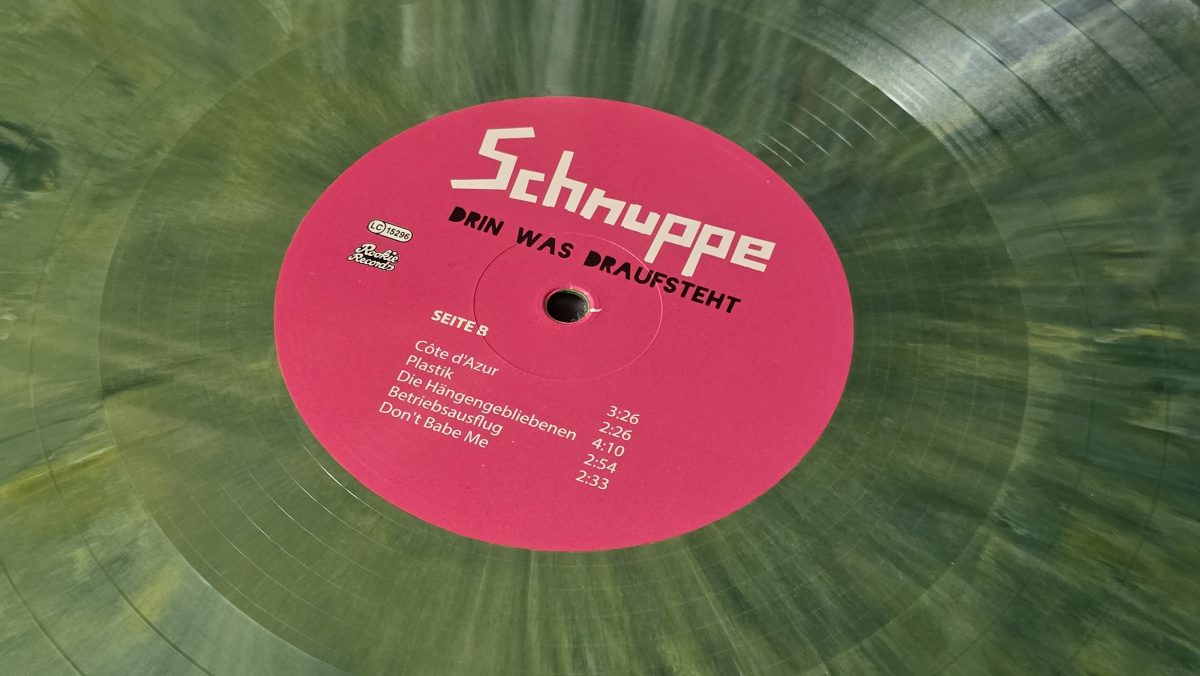 Schnuppe
DRIN WAS DRAUFSTEHT
LC 15296
Rookie
Records
SEITE B
Côte d'Azur 3:26
Plastik 2:26
Die Hängengebliebenen 4:10
Betriebsausflug 2:54
Don't Babe Me 2:33